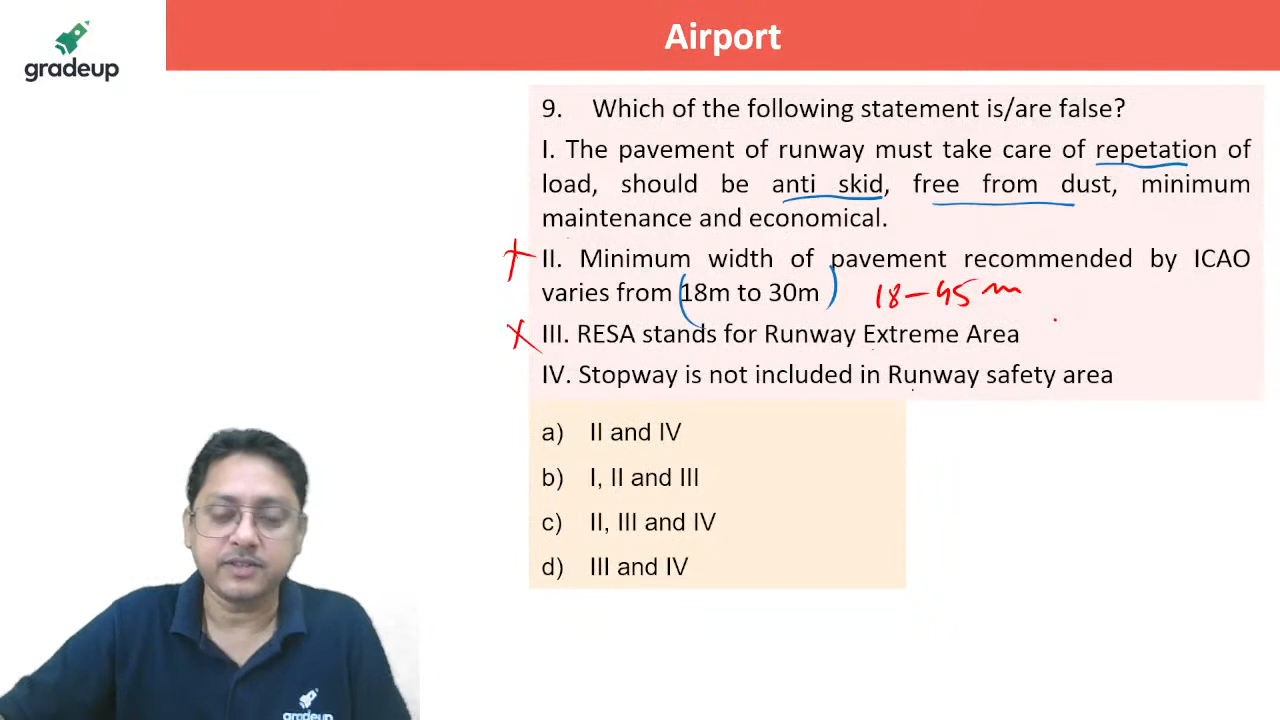 Airport
gradeup
9. Which of the following statement is/are false?
I. The pavement of runway must take care of repetation of
load, should be anti skid, free from dust, minimum
maintenance and economical.
II. Minimum width of pavement recommended by ICAO
varies from 18m to 30m 18-45 m
III. RESA stands for Runway Extreme Area
IV. Stopway is not included in Runway safety area
a) II and IV
b) I, II and III
c) II, III and IV
d) III and IV
gradeup